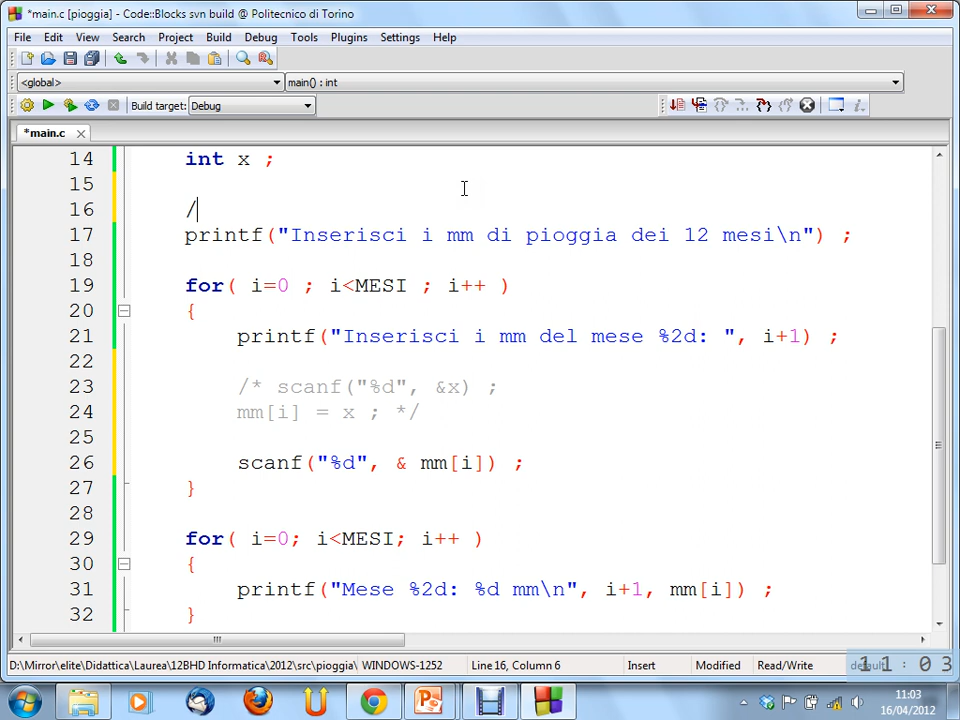 *main.c [pioggia] - Code::Blocks svn build @ Politecnico di Torino
File Edit View Search Project Build Debug Tools Plugins Settings Help
<global> main() : int
Build target: Debug
*main.c
14 int x ;
15
16 /
17 printf("Inserisci i mm di pioggia dei 12 mesi\n") ;
18
19 for( i=0 ; i<MESI ; i++ )
20 {
21 printf("Inserisci i mm del mese %2d: ", i+1) ;
22
23 /* scanf("%d", &x) ;
24 mm[i] = x ; */
25
26 scanf("%d", & mm[i]) ;
27 }
28
29 for( i=0; i<MESI; i++ )
30 {
31 printf("Mese %2d: %d mm\n", i+1, mm[i]) ;
32 }
D:\Mirror\elite\Didattica\Laurea\12BHD Informatica\2012\src\pioggia\ WINDOWS-1252 Line 16, Column 6 Insert Modified Read/Write default 11:03
11:03
16/04/2012